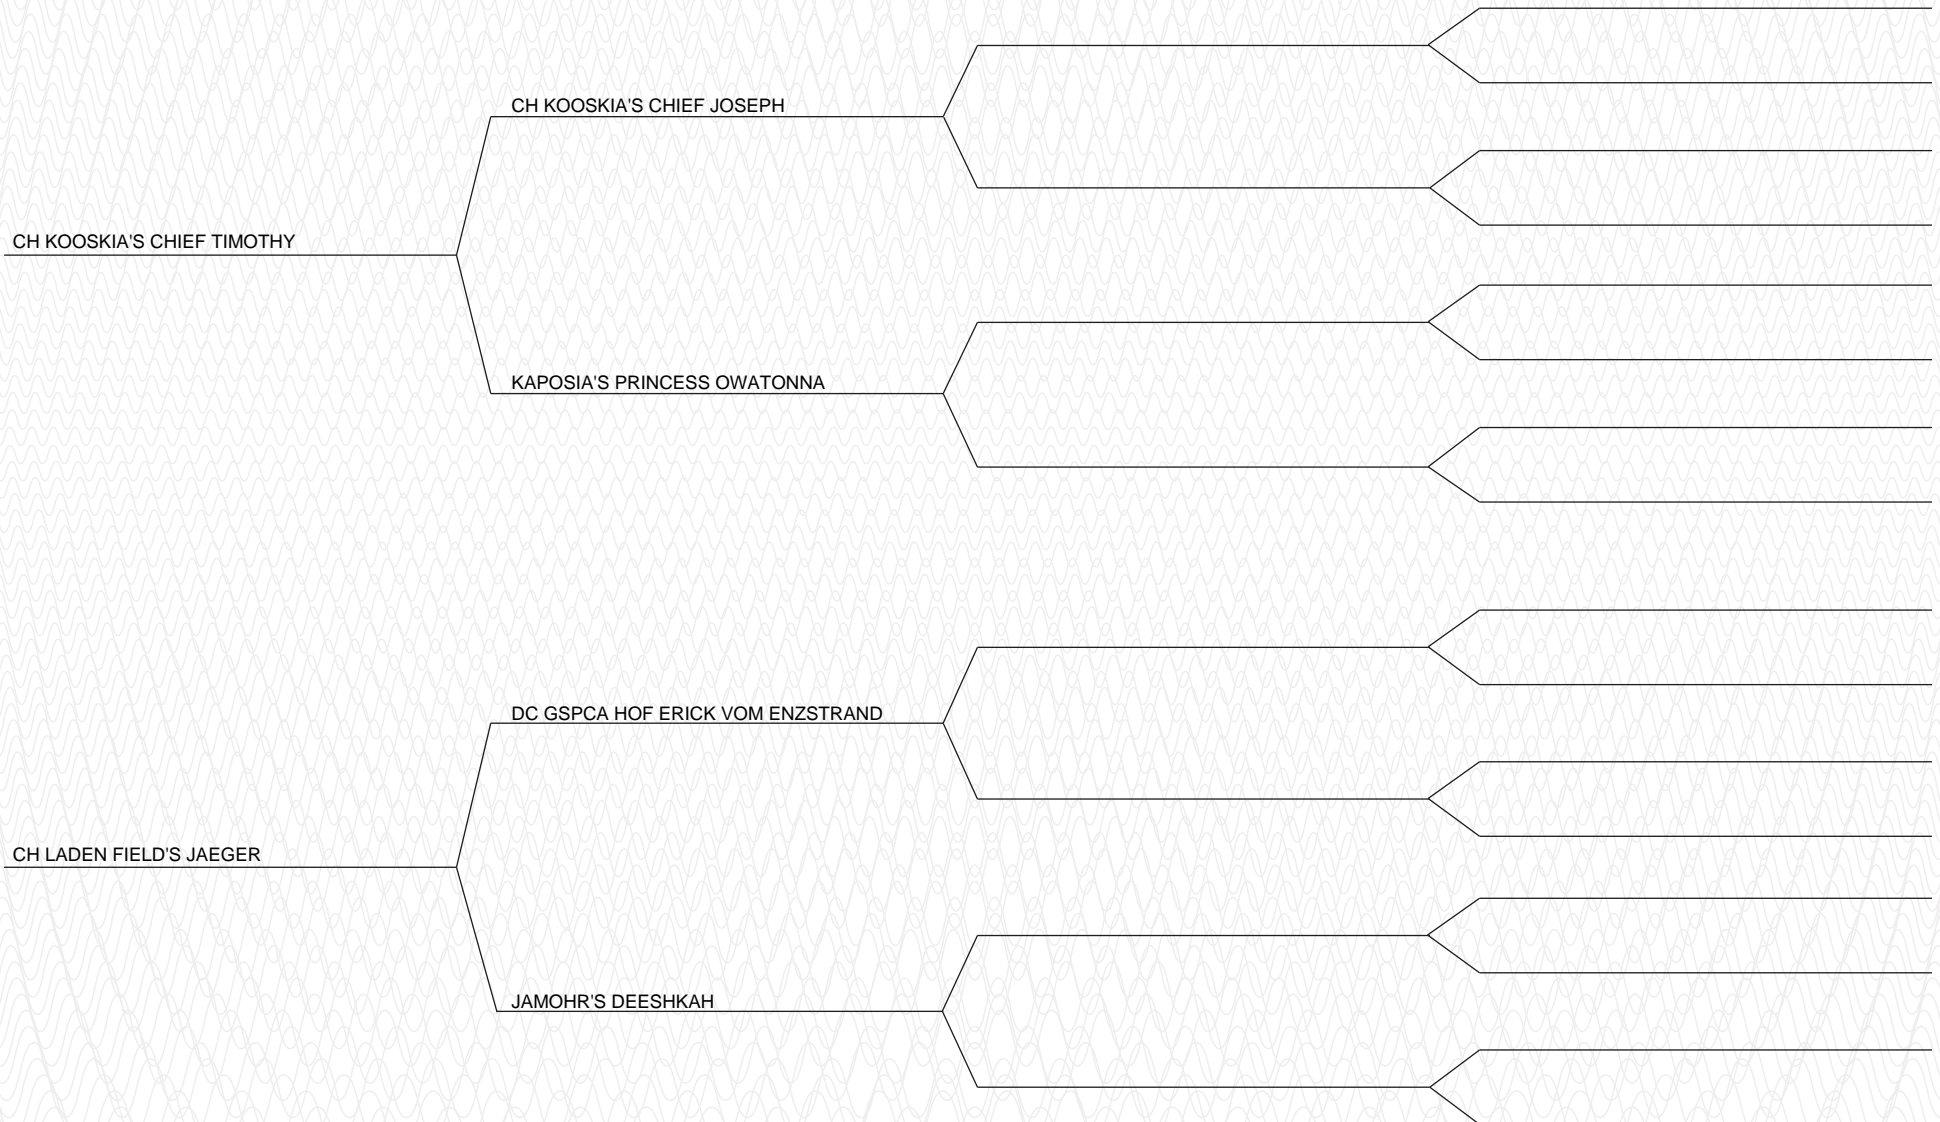 CH KOOSKIA'S CHIEF JOSEPH
CH KOOSKIA'S CHIEF TIMOTHY
KAPOSIA'S PRINCESS OWATONNA
DC GSPCA HOF ERICK VOM ENZSTRAND
CH LADEN FIELD'S JAEGER
JAMOHR'S DEESHKAH